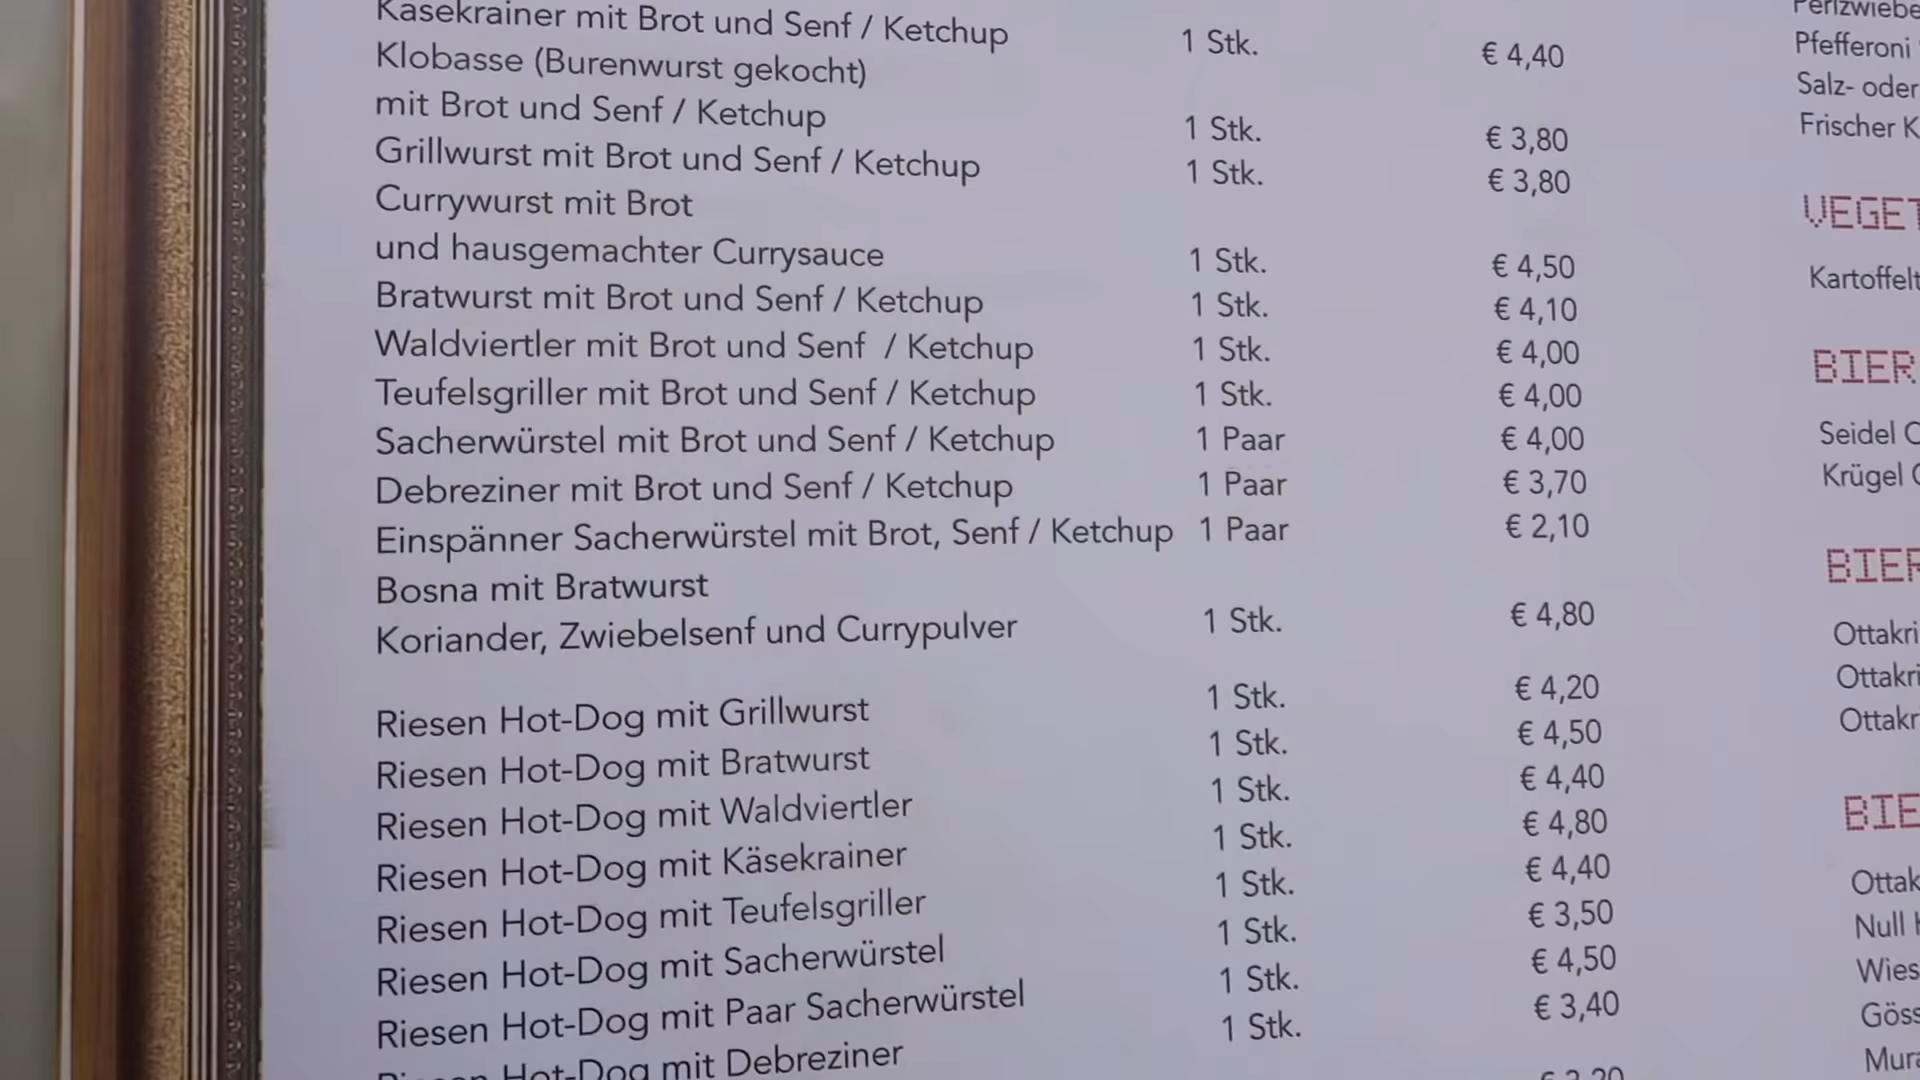 Käsekrainer mit Brot und Senf / Ketchup 1 Stk. € 4,40
Klobasse (Burenwurst gekocht)
mit Brot und Senf / Ketchup 1 Stk. € 3,80
Grillwurst mit Brot und Senf / Ketchup 1 Stk. € 3,80
Currywurst mit Brot
und hausgemachter Currysauce 1 Stk. € 4,50
Bratwurst mit Brot und Senf / Ketchup 1 Stk. € 4,10
Waldviertler mit Brot und Senf / Ketchup 1 Stk. € 4,00
Teufelsgriller mit Brot und Senf / Ketchup 1 Stk. € 4,00
Sacherwürstel mit Brot und Senf / Ketchup 1 Paar € 4,00
Debreziner mit Brot und Senf / Ketchup 1 Paar € 3,70
Einspänner Sacherwürstel mit Brot, Senf / Ketchup 1 Paar € 2,10
Bosna mit Bratwurst
Koriander, Zwiebelsenf und Currypulver 1 Stk. € 4,80
Riesen Hot-Dog mit Grillwurst 1 Stk. € 4,20
Riesen Hot-Dog mit Bratwurst 1 Stk. € 4,50
Riesen Hot-Dog mit Waldviertler 1 Stk. € 4,40
Riesen Hot-Dog mit Käsekrainer 1 Stk. € 4,80
Riesen Hot-Dog mit Teufelsgriller 1 Stk. € 4,40
Riesen Hot-Dog mit Sacherwürstel 1 Stk. € 3,50
Riesen Hot-Dog mit Paar Sacherwürstel 1 Stk. € 4,50
Riesen Hot-Dog mit Debreziner 1 Stk. € 3,40
Pfefferoni
Salz- oder
Frischer K
VEGET
Kartoffelt
BIER
Seidel
Krügel
BIER
Ottakri
Ottakri
Ottakr
BIE
Ottak
Null
Wies
Göss
Mura